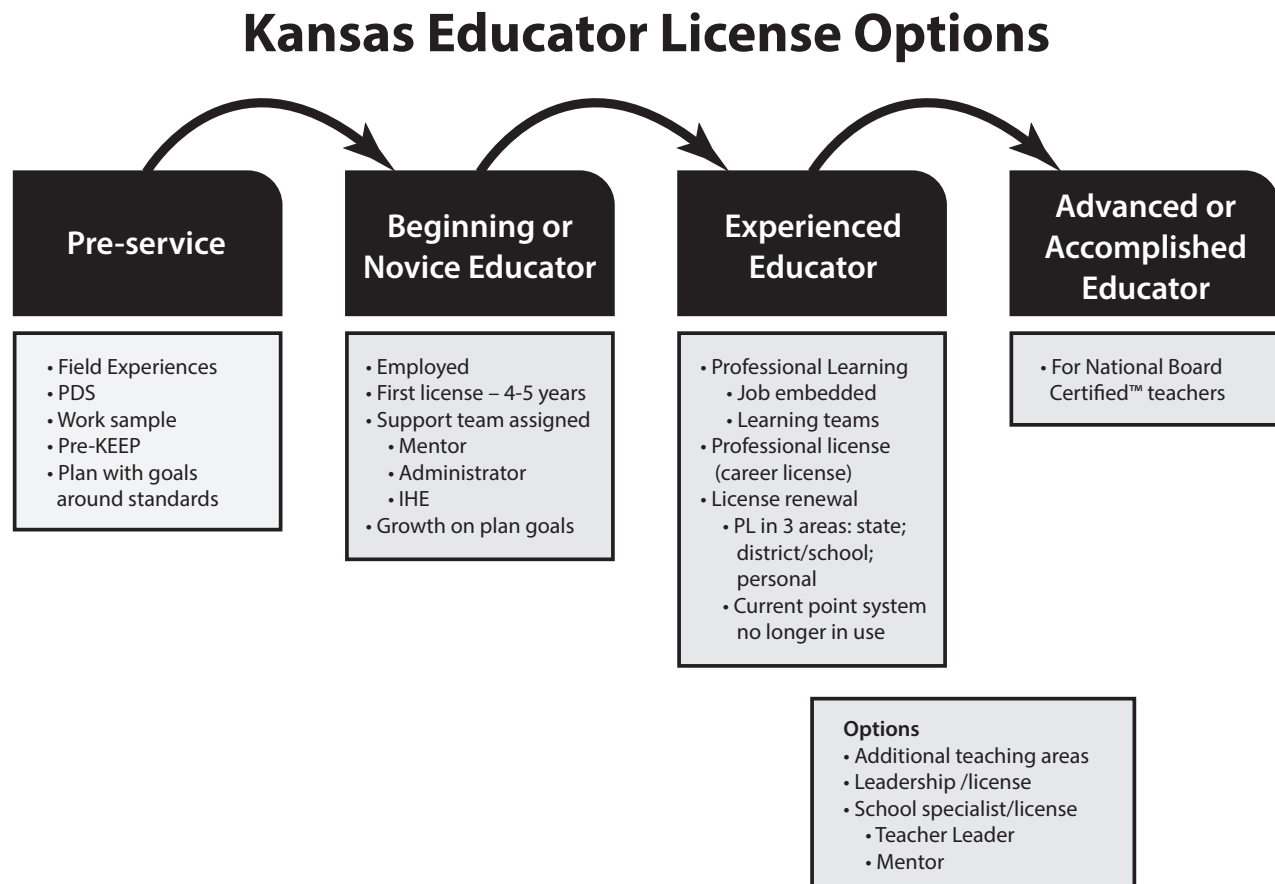 Kansas Educator License Options
Pre-service
• Field Experiences
• PDS
• Work sample
• Pre-KEEP
• Plan with goals
around standards
Beginning or
Novice Educator
• Employed
• First license – 4-5 years
• Support team assigned
• Mentor
• Administrator
• IHE
• Growth on plan goals
Experienced
Educator
• Professional Learning
• Job embedded
• Learning teams
• Professional license
(career license)
• License renewal
• PL in 3 areas: state;
district/school;
personal
• Current point system
no longer in use
Advanced or
Accomplished
Educator
• For National Board
Certified™ teachers
Options
• Additional teaching areas
• Leadership /license
• School specialist/license
• Teacher Leader
• Mentor